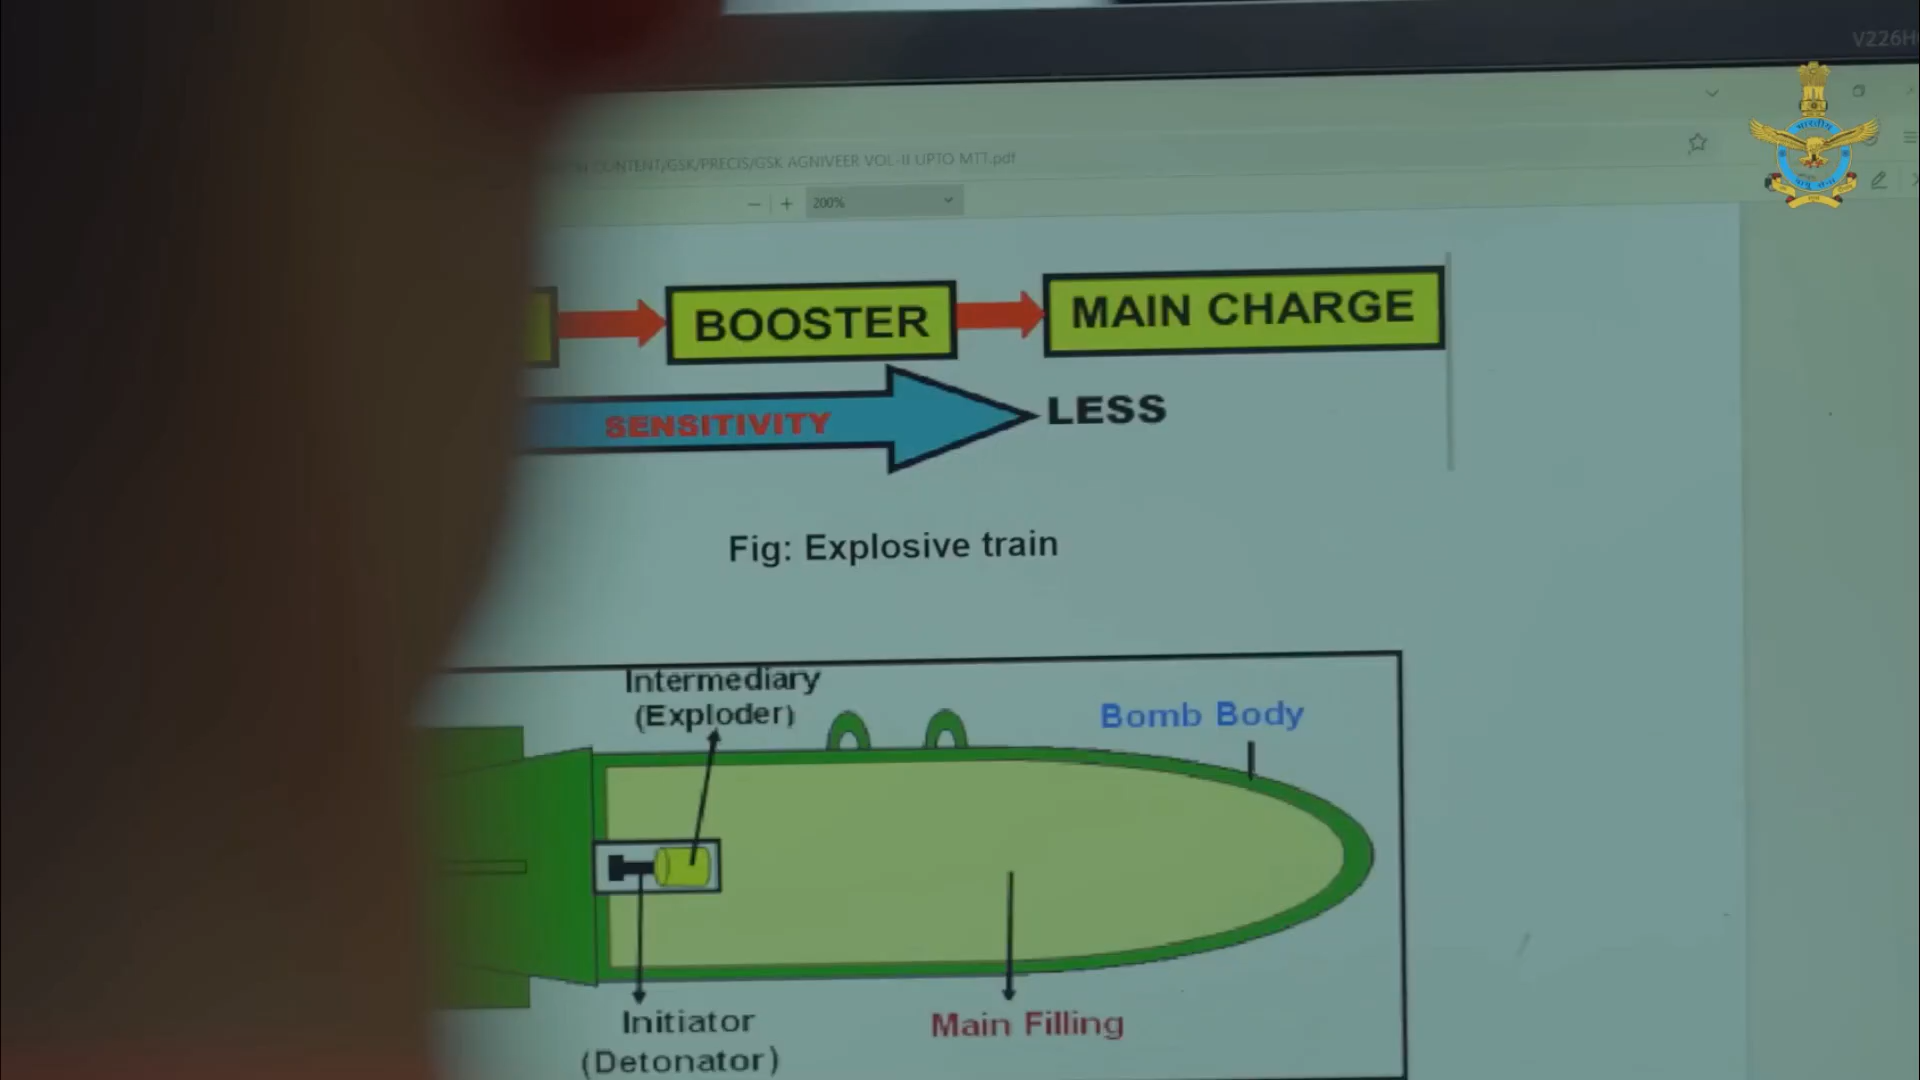 V226H
CONTENT/GSK/PRECIS/GSK AGNIVEER VOL-II UPTO MTT.pdf
200%
BOOSTER
MAIN CHARGE
SENSITIVITY
LESS
Fig: Explosive train
Intermediary
(Exploder)
Bomb Body
Initiator
(Detonator)
Main Filling